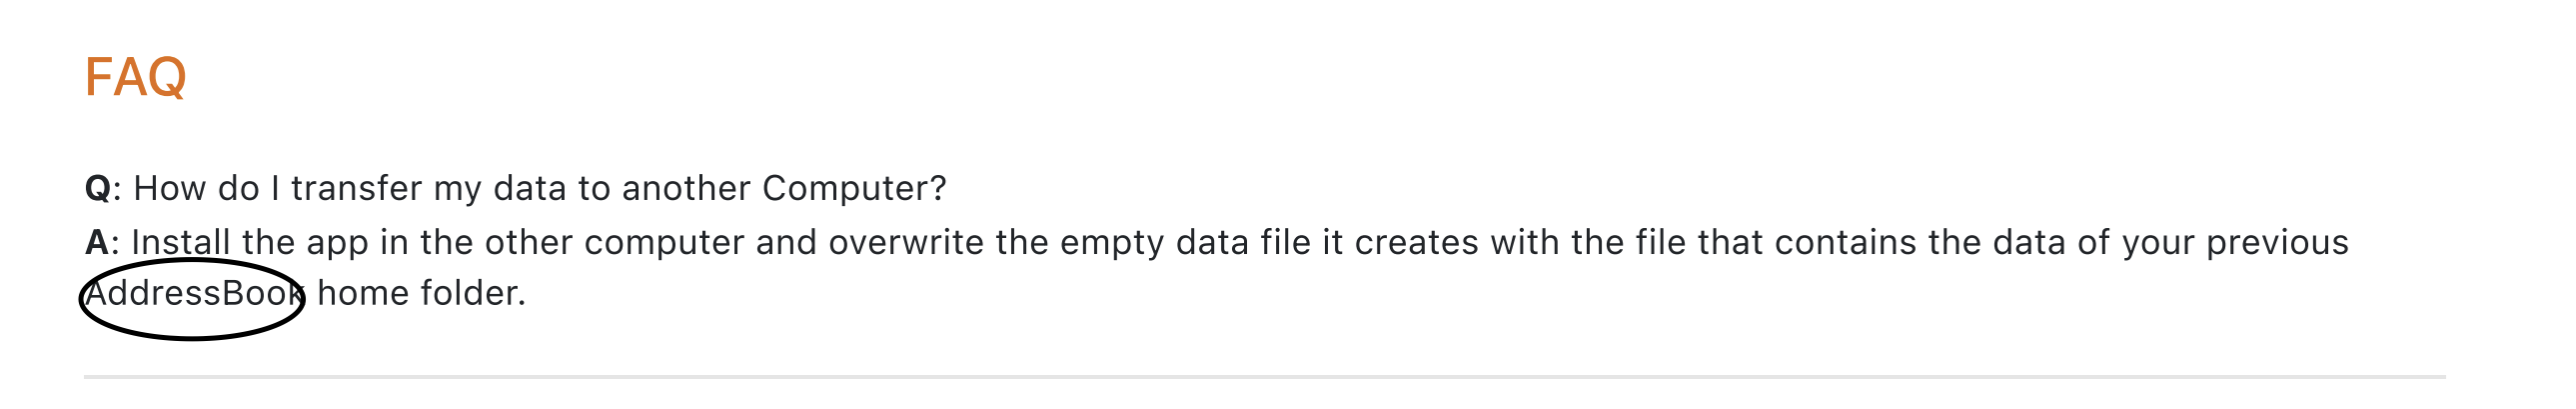 FAQ
Q: How do I transfer my data to another Computer?
A: Install the app in the other computer and overwrite the empty data file it creates with the file that contains the data of your previous
AddressBook home folder.